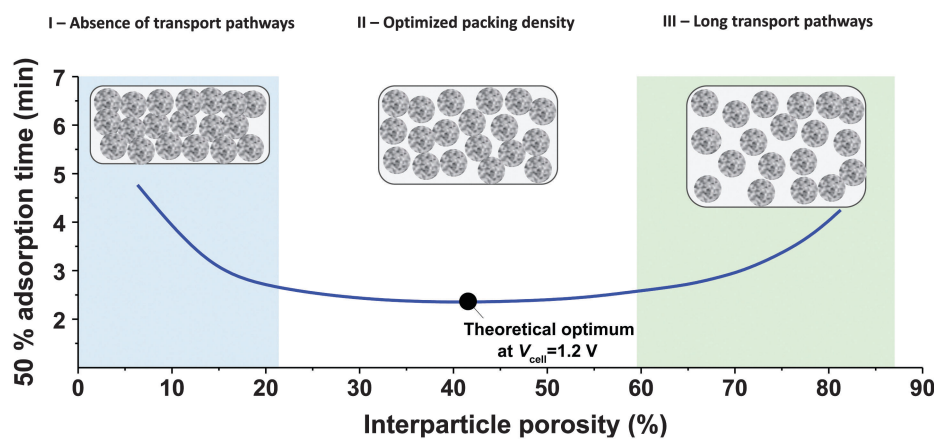 I – Absence of transport pathways
II – Optimized packing density
III – Long transport pathways
50 % adsorption time (min)
7
6
5
4
3
2
Theoretical optimum
at Vcell=1.2 V
0 10 20 30 40 50 60 70 80 90
Interparticle porosity (%)